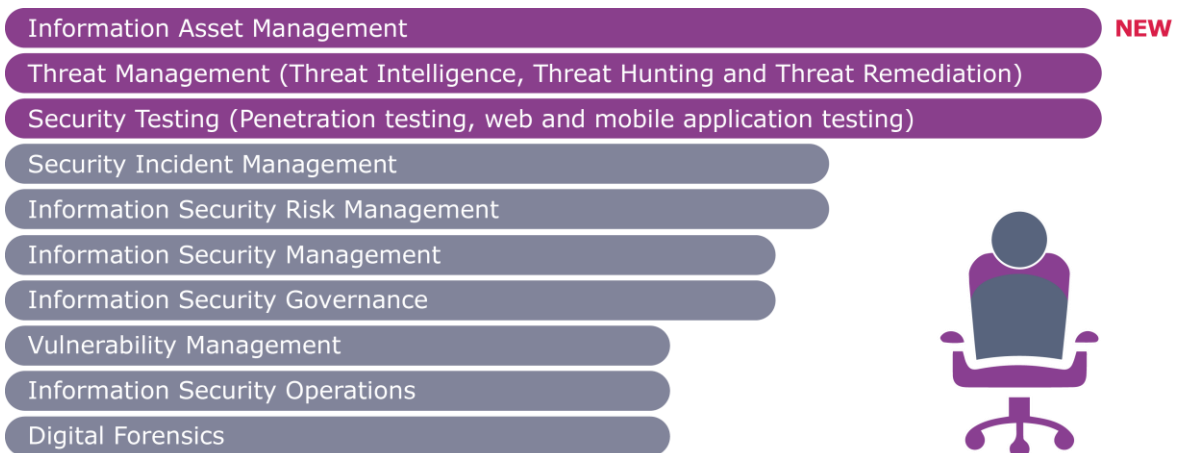 Information Asset Management NEW
Threat Management (Threat Intelligence, Threat Hunting and Threat Remediation)
Security Testing (Penetration testing, web and mobile application testing)
Security Incident Management
Information Security Risk Management
Information Security Management
Information Security Governance
Vulnerability Management
Information Security Operations
Digital Forensics